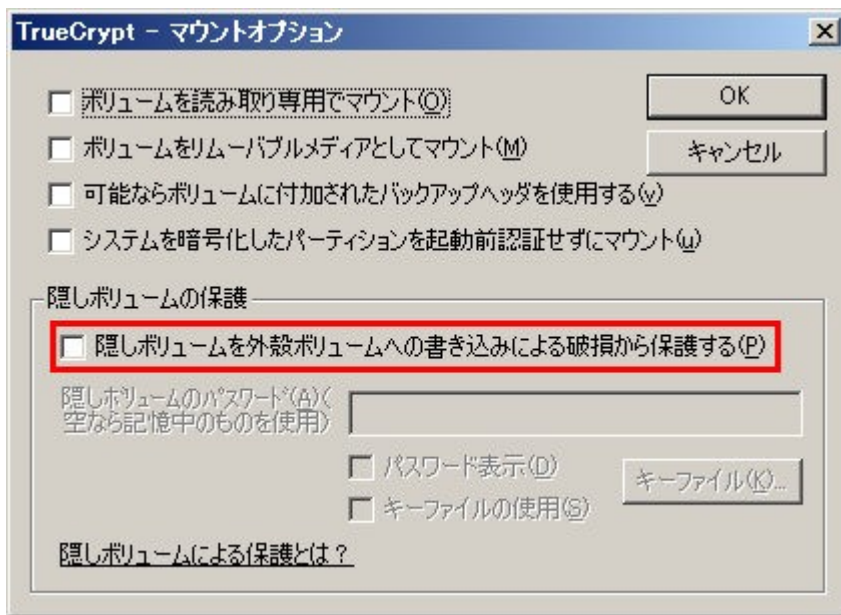 TrueCrypt - マウントオプション
ボリュームを読み取り専用でマウント(O)
OK
ボリュームをリムーバブルメディアとしてマウント(M)
キャンセル
可能ならボリュームに付加されたバックアップヘッダを使用する(v)
システムを暗号化したパーティションを起動前認証せずにマウント(u)
隠しボリュームの保護
隠しボリュームを外殻ボリュームへの書き込みによる破損から保護する(P)
隠しボリュームのパスワード(A)(
空なら記憶中のものを使用)
パスワード表示(D)
キーファイル(K)...
キーファイルの使用(S)
隠しボリュームによる保護とは?